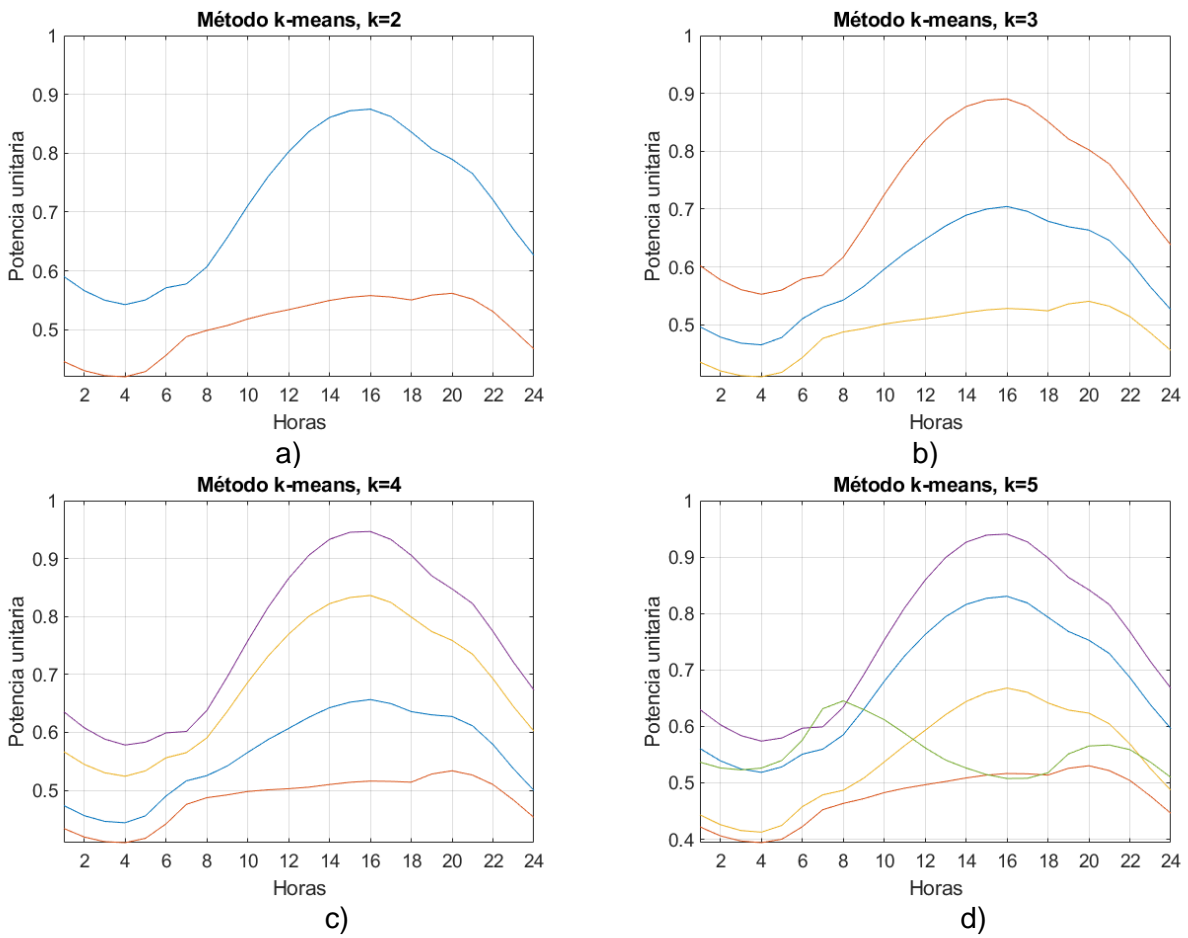 Método k-means, k=2
1
0.9
0.8
0.7
0.6
0.5
Potencia unitaria
2 4 6 8 10 12 14 16 18 20 22 24
Horas
a)
Método k-means, k=3
1
0.9
0.8
0.7
0.6
0.5
Potencia unitaria
2 4 6 8 10 12 14 16 18 20 22 24
Horas
b)
Método k-means, k=4
1
0.9
0.8
0.7
0.6
0.5
Potencia unitaria
2 4 6 8 10 12 14 16 18 20 22 24
Horas
c)
Método k-means, k=5
1
0.9
0.8
0.7
0.6
0.5
0.4
Potencia unitaria
2 4 6 8 10 12 14 16 18 20 22 24
Horas
d)